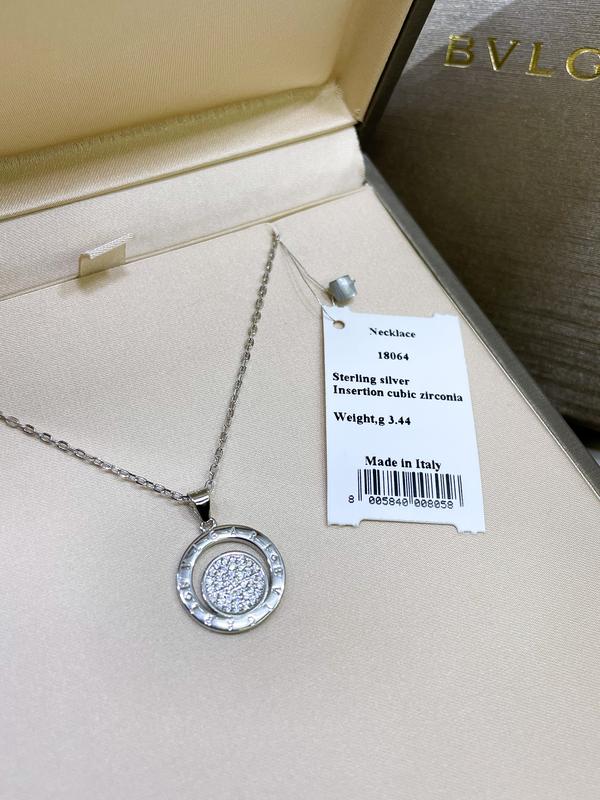 BVLG
Necklace
18064
Sterling silver
Insertion cubic zirconia
Weight,g 3.44
Made in Italy
8 005840 008058